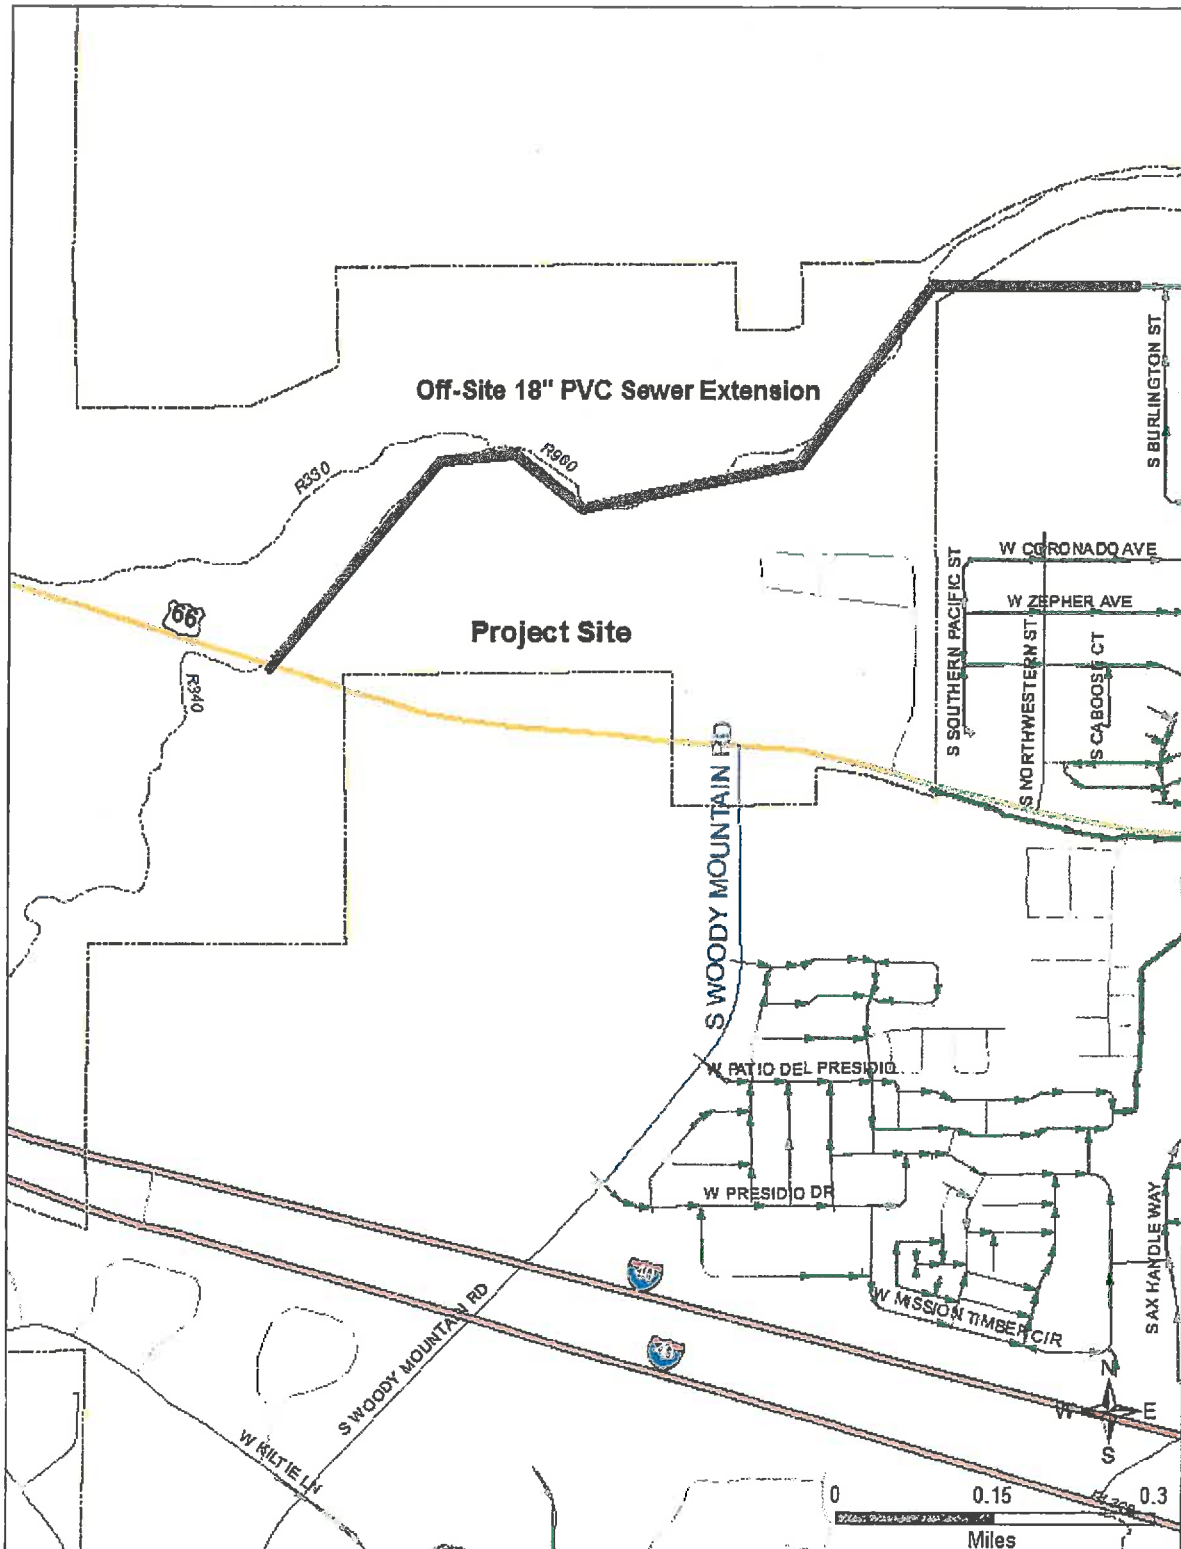 S BURLINGTON ST
Off-Site 18" PVC Sewer Extension
R330
R960
W CORONADO AVE
S SOUTHERN PACIFIC ST
W ZEPHER AVE
66
Project Site
S NORTHWESTERN ST
S CABOOSE CT
R340
S WOODY MOUNTAIN RD
W PATIO DEL PRESIDIO
W PRESIDIO DR
S AX HANDLE WAY
W MISSION TIMBER CIR
S WOODY MOUNTAIN RD
W KILTIE LN
N
W
E
S
0
0.15
0.3
Miles